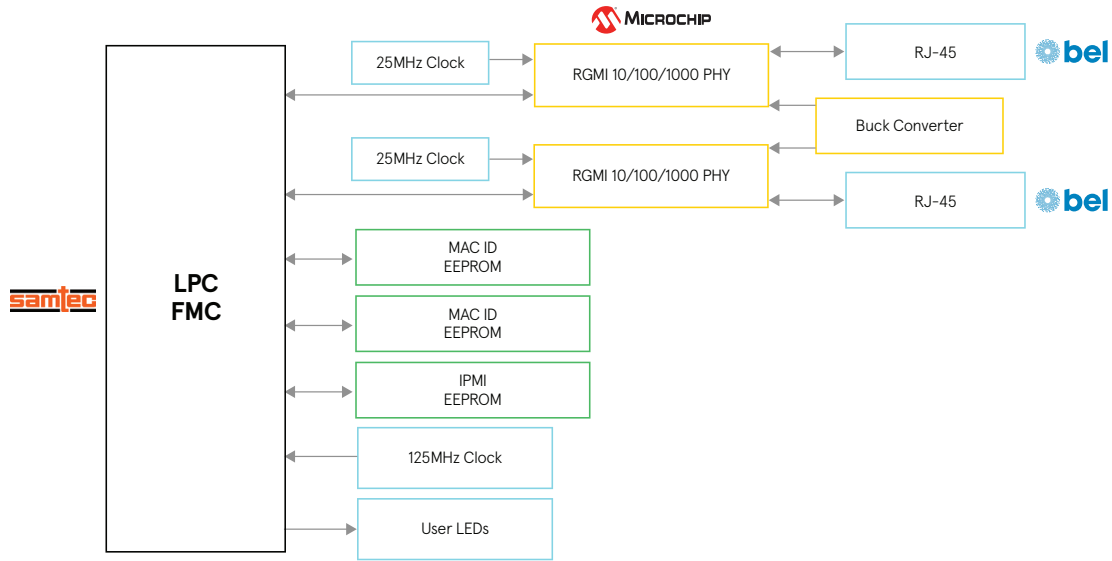 MICROCHIP
25MHz Clock
RGMI 10/100/1000 PHY
RJ-45
bel
Buck Converter
25MHz Clock
RGMI 10/100/1000 PHY
RJ-45
bel
samtec
LPC
FMC
MAC ID
EEPROM
MAC ID
EEPROM
IPMI
EEPROM
125MHz Clock
User LEDs